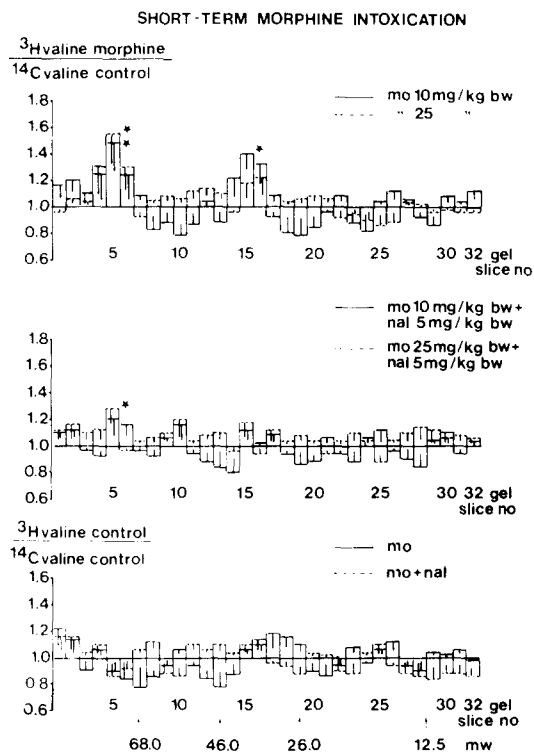 SHORT-TERM MORPHINE INTOXICATION
³Hvaline morphine
¹⁴Cvaline control
1.8
1.6
1.4
1.2
1.0
0.8
0.6
mo 10mg/kg bw
" 25 "
5 10 15 20 25 30 32 gel
slice no
1.8
1.6
1.4
1.2
1.0
0.8
0.6
mo 10 mg/kg bw+
nal 5mg/kg bw
mo 25mg/kg bw+
nal 5mg/kg bw
5 10 15 20 25 30 32 gel
slice no
³Hvaline control
¹⁴Cvaline control
1.6
1.4
1.2
1.0
0.8
0.6
mo
mo+nal
5 10 15 20 25 30 32 gel
slice no
68.0 46.0 26.0 12.5 mw